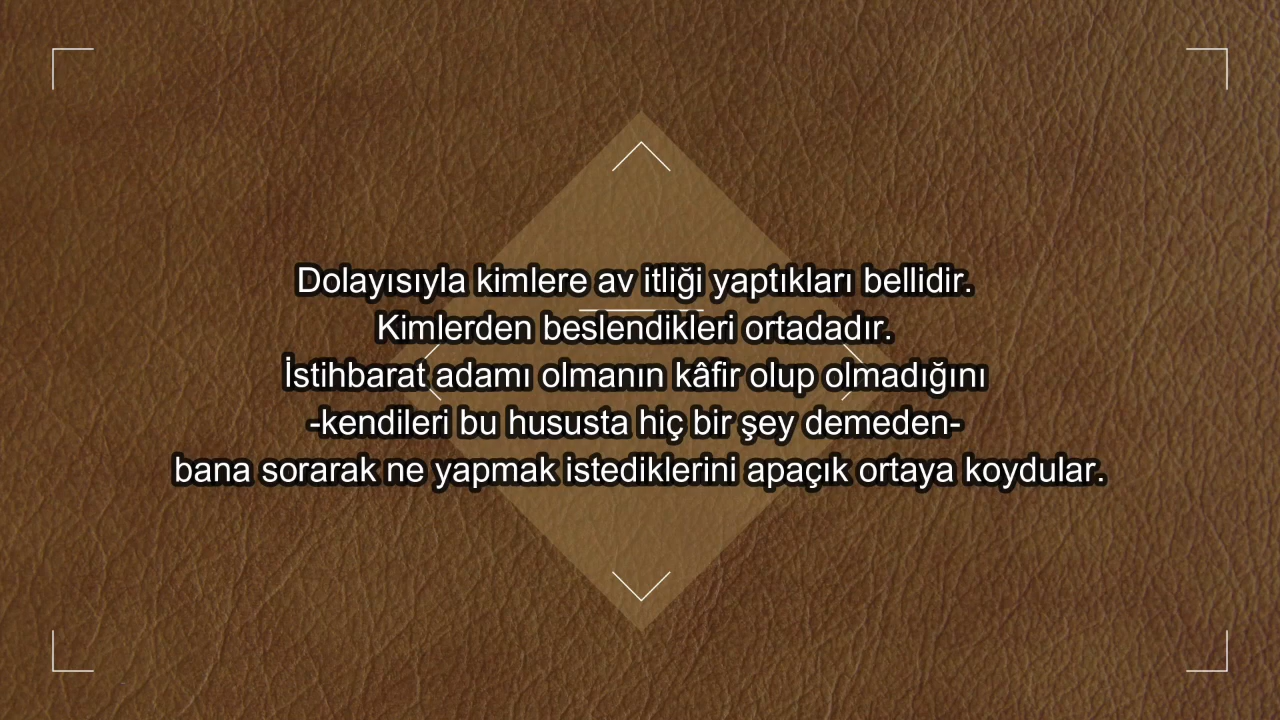 Dolayısıyla kimlere av itliği yaptıkları bellidir.
Kimlerden beslendikleri ortadadır.
İstihbarat adamı olmanın kâfir olup olmadığını
-kendileri bu hususta hiç bir şey demeden-
bana sorarak ne yapmak istediklerini apaçık ortaya koydular.